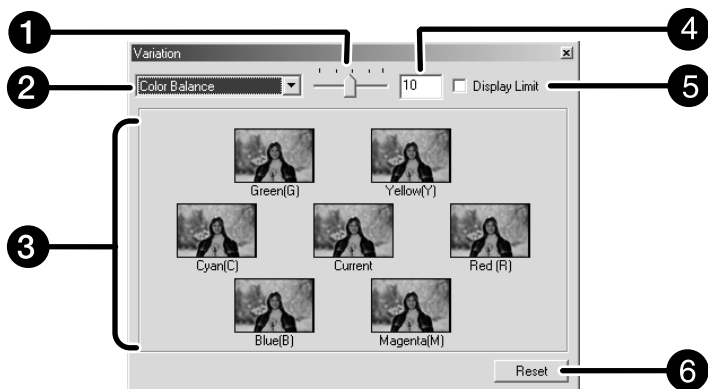 1
4
Variation
2
Color Balance
10
Display Limit
5
3
Green(G)
Yellow(Y)
Cyan(C)
Current
Red (R)
Blue(B)
Magenta(M)
Reset
6